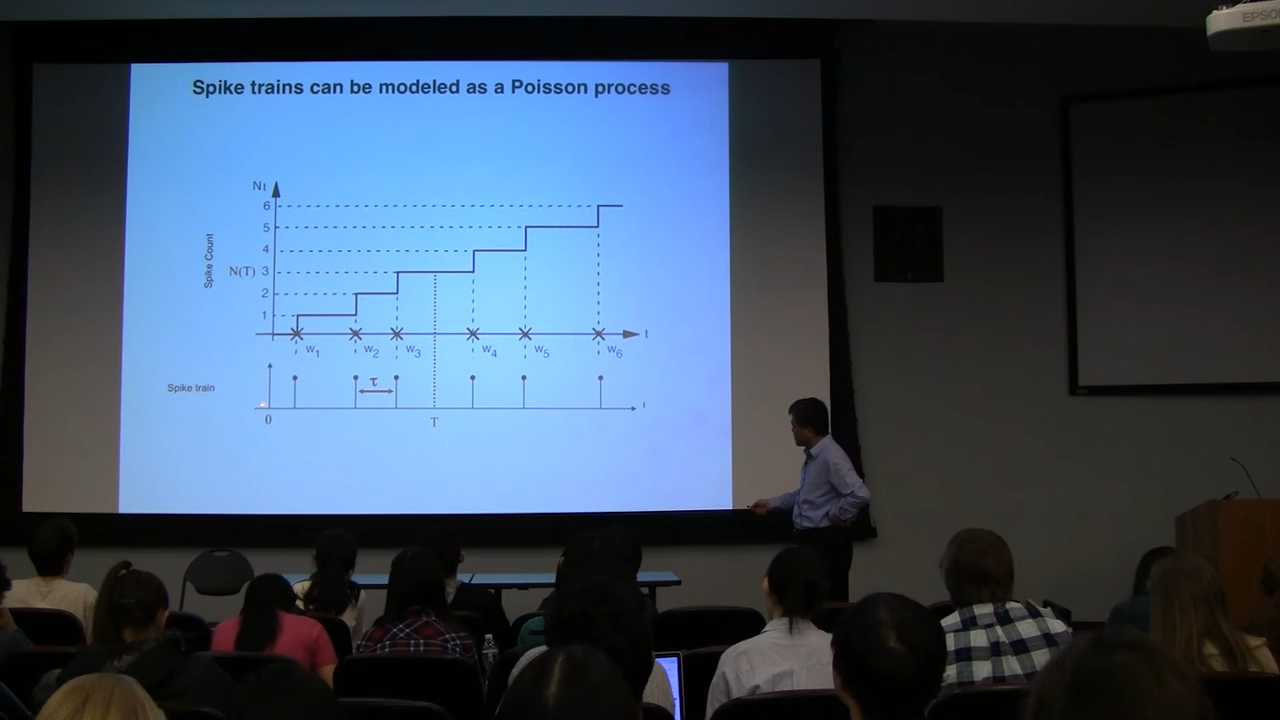 EPSON
Spike trains can be modeled as a Poisson process
Nt
6
5
4
N(T) 3
2
1
Spike Count
t
w1 w2 w3 w4 w5 w6
τ
Spike train
0 T t